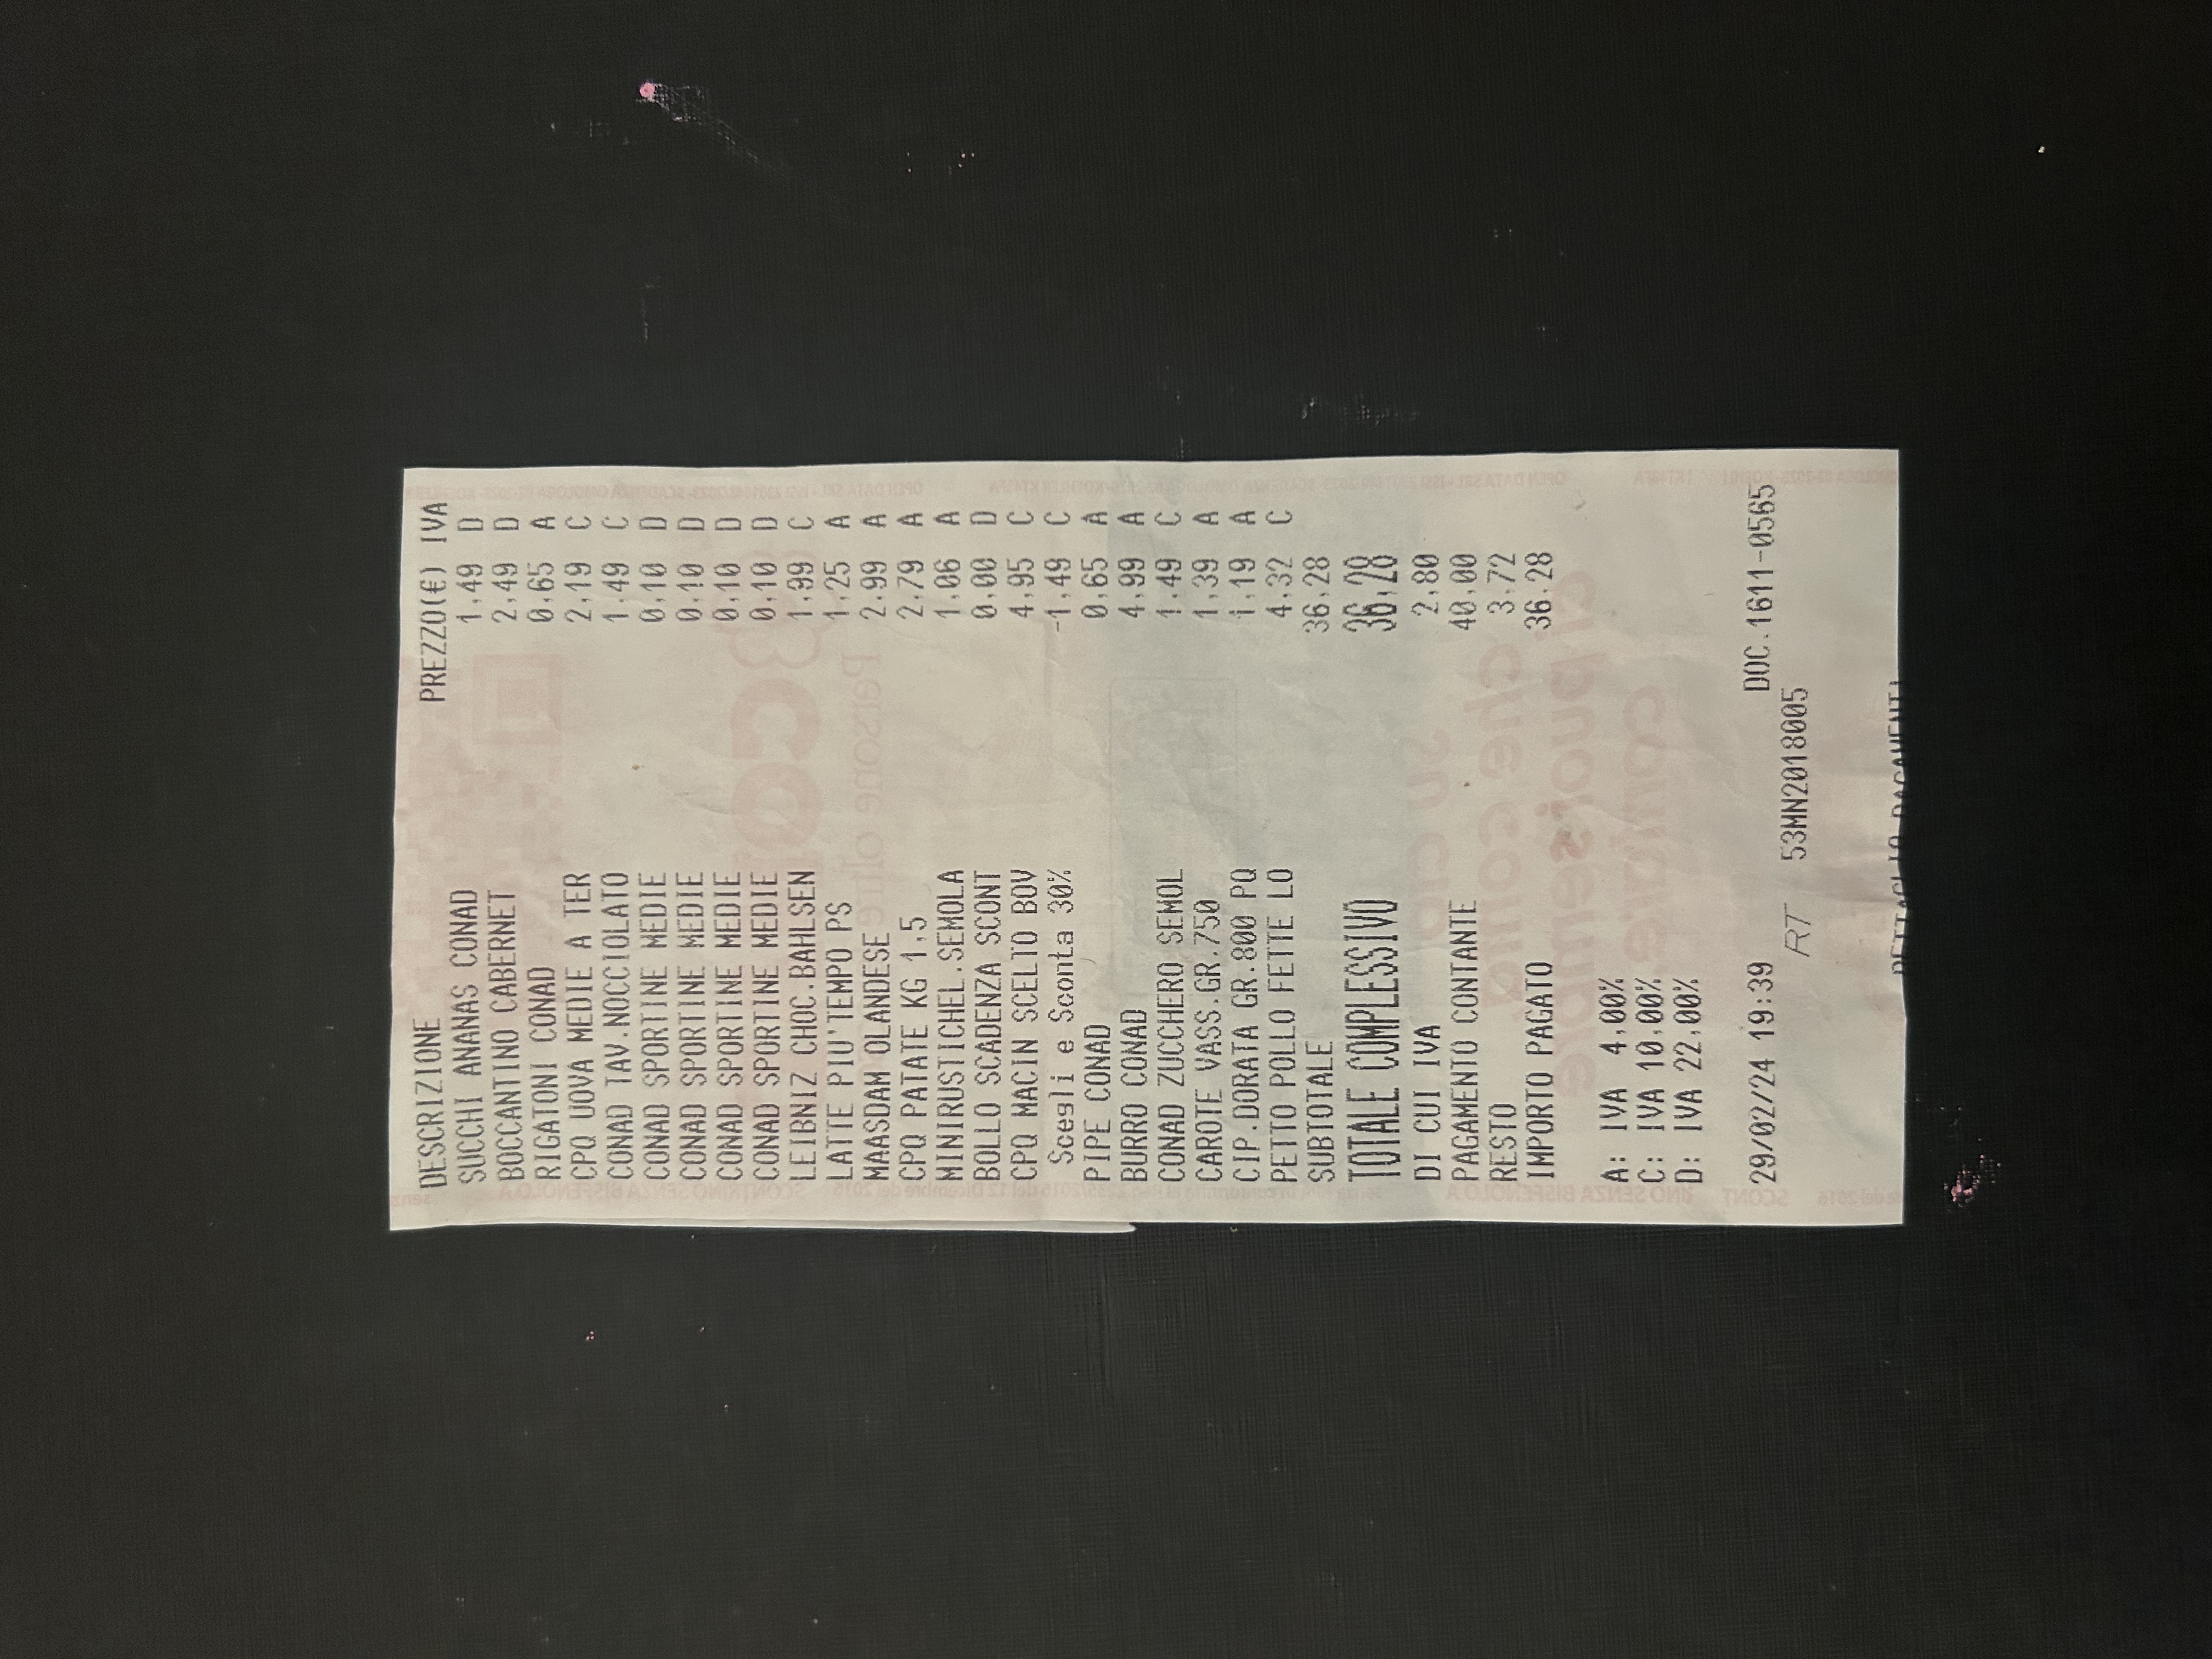 DESCRIZIONE PREZZO(€) IVA
SUCCHI ANANAS CONAD 1,49 D
BOCCANTINO CABERNET 2,49 D
RIGATONI CONAD 0,65 A
CPQ UOVA MEDIE A TER 2,19 C
CONAD TAV.NOCCIOLATO 1,49 C
CONAD SPORTINE MEDIE 0,10 D
CONAD SPORTINE MEDIE 0,10 D
CONAD SPORTINE MEDIE 0,10 D
CONAD SPORTINE MEDIE 0,10 D
LEIBNIZ CHOC.BAHLSEN 1,99 C
LATTE PIU'TEMPO PS 1,25 A
MAASDAM OLANDESE 2,99 A
CPQ PATATE KG 1,5 2,79 A
MINIRUSTICHEL.SEMOLA 1,06 A
BOLLO SCADENZA SCONT 0,00 D
CPQ MACIN SCELTO BOV 4,95 C
Scegli e Sconta 30% -1,49 C
PIPE CONAD 0,65 A
BURRO CONAD 4,99 A
CONAD ZUCCHERO SEMOL 1,49 C
CAROTE VASS.GR.750 1,39 A
CIP.DORATA GR.800 PQ 1,19 A
PETTO POLLO FETTE LO 4,32 C
SUBTOTALE 36,28
TOTALE COMPLESSIVO 36,28
DI CUI IVA 2,80
PAGAMENTO CONTANTE 40,00
RESTO 3,72
IMPORTO PAGATO 36,28
A: IVA 4,00%
C: IVA 10,00%
D: IVA 22,00%
29/02/24 19:39 DOC.1611-0565
RT 53MN2018005
DETTAGLIO PAGAMENTI